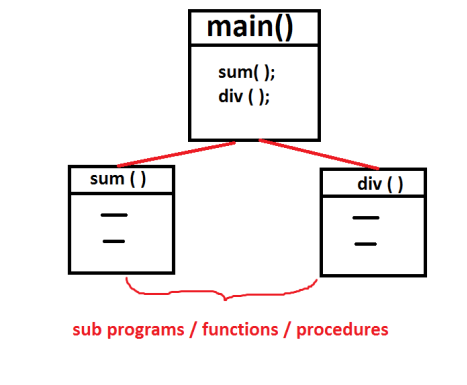 main()
sum( );
div ( );
sum ( )
div ( )
sub programs / functions / procedures